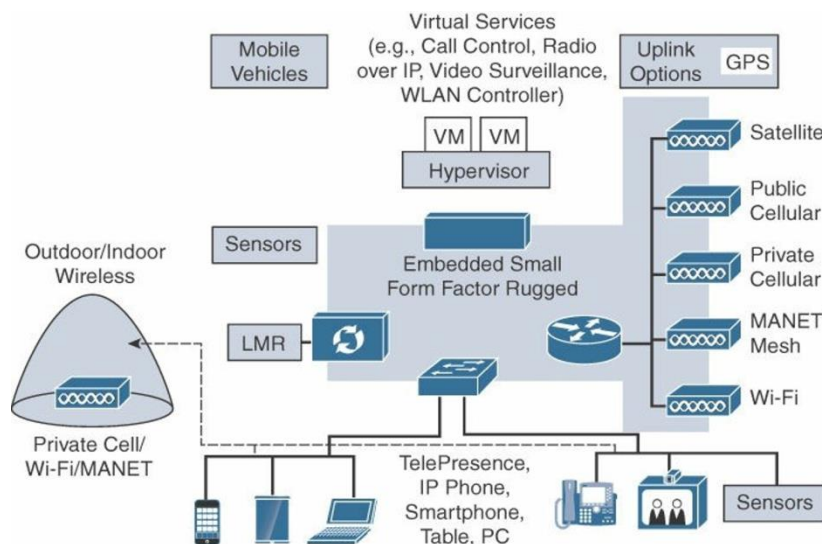 Mobile
Vehicles
Virtual Services
(e.g., Call Control, Radio
over IP, Video Surveillance,
WLAN Controller)
Uplink
Options
GPS
VM
VM
Hypervisor
Satellite
Public
Cellular
Private
Cellular
MANET
Mesh
Wi-Fi
Sensors
Embedded Small
Form Factor Rugged
Outdoor/Indoor
Wireless
LMR
Private Cell/
Wi-Fi/MANET
TelePresence,
IP Phone,
Smartphone,
Table, PC
Sensors